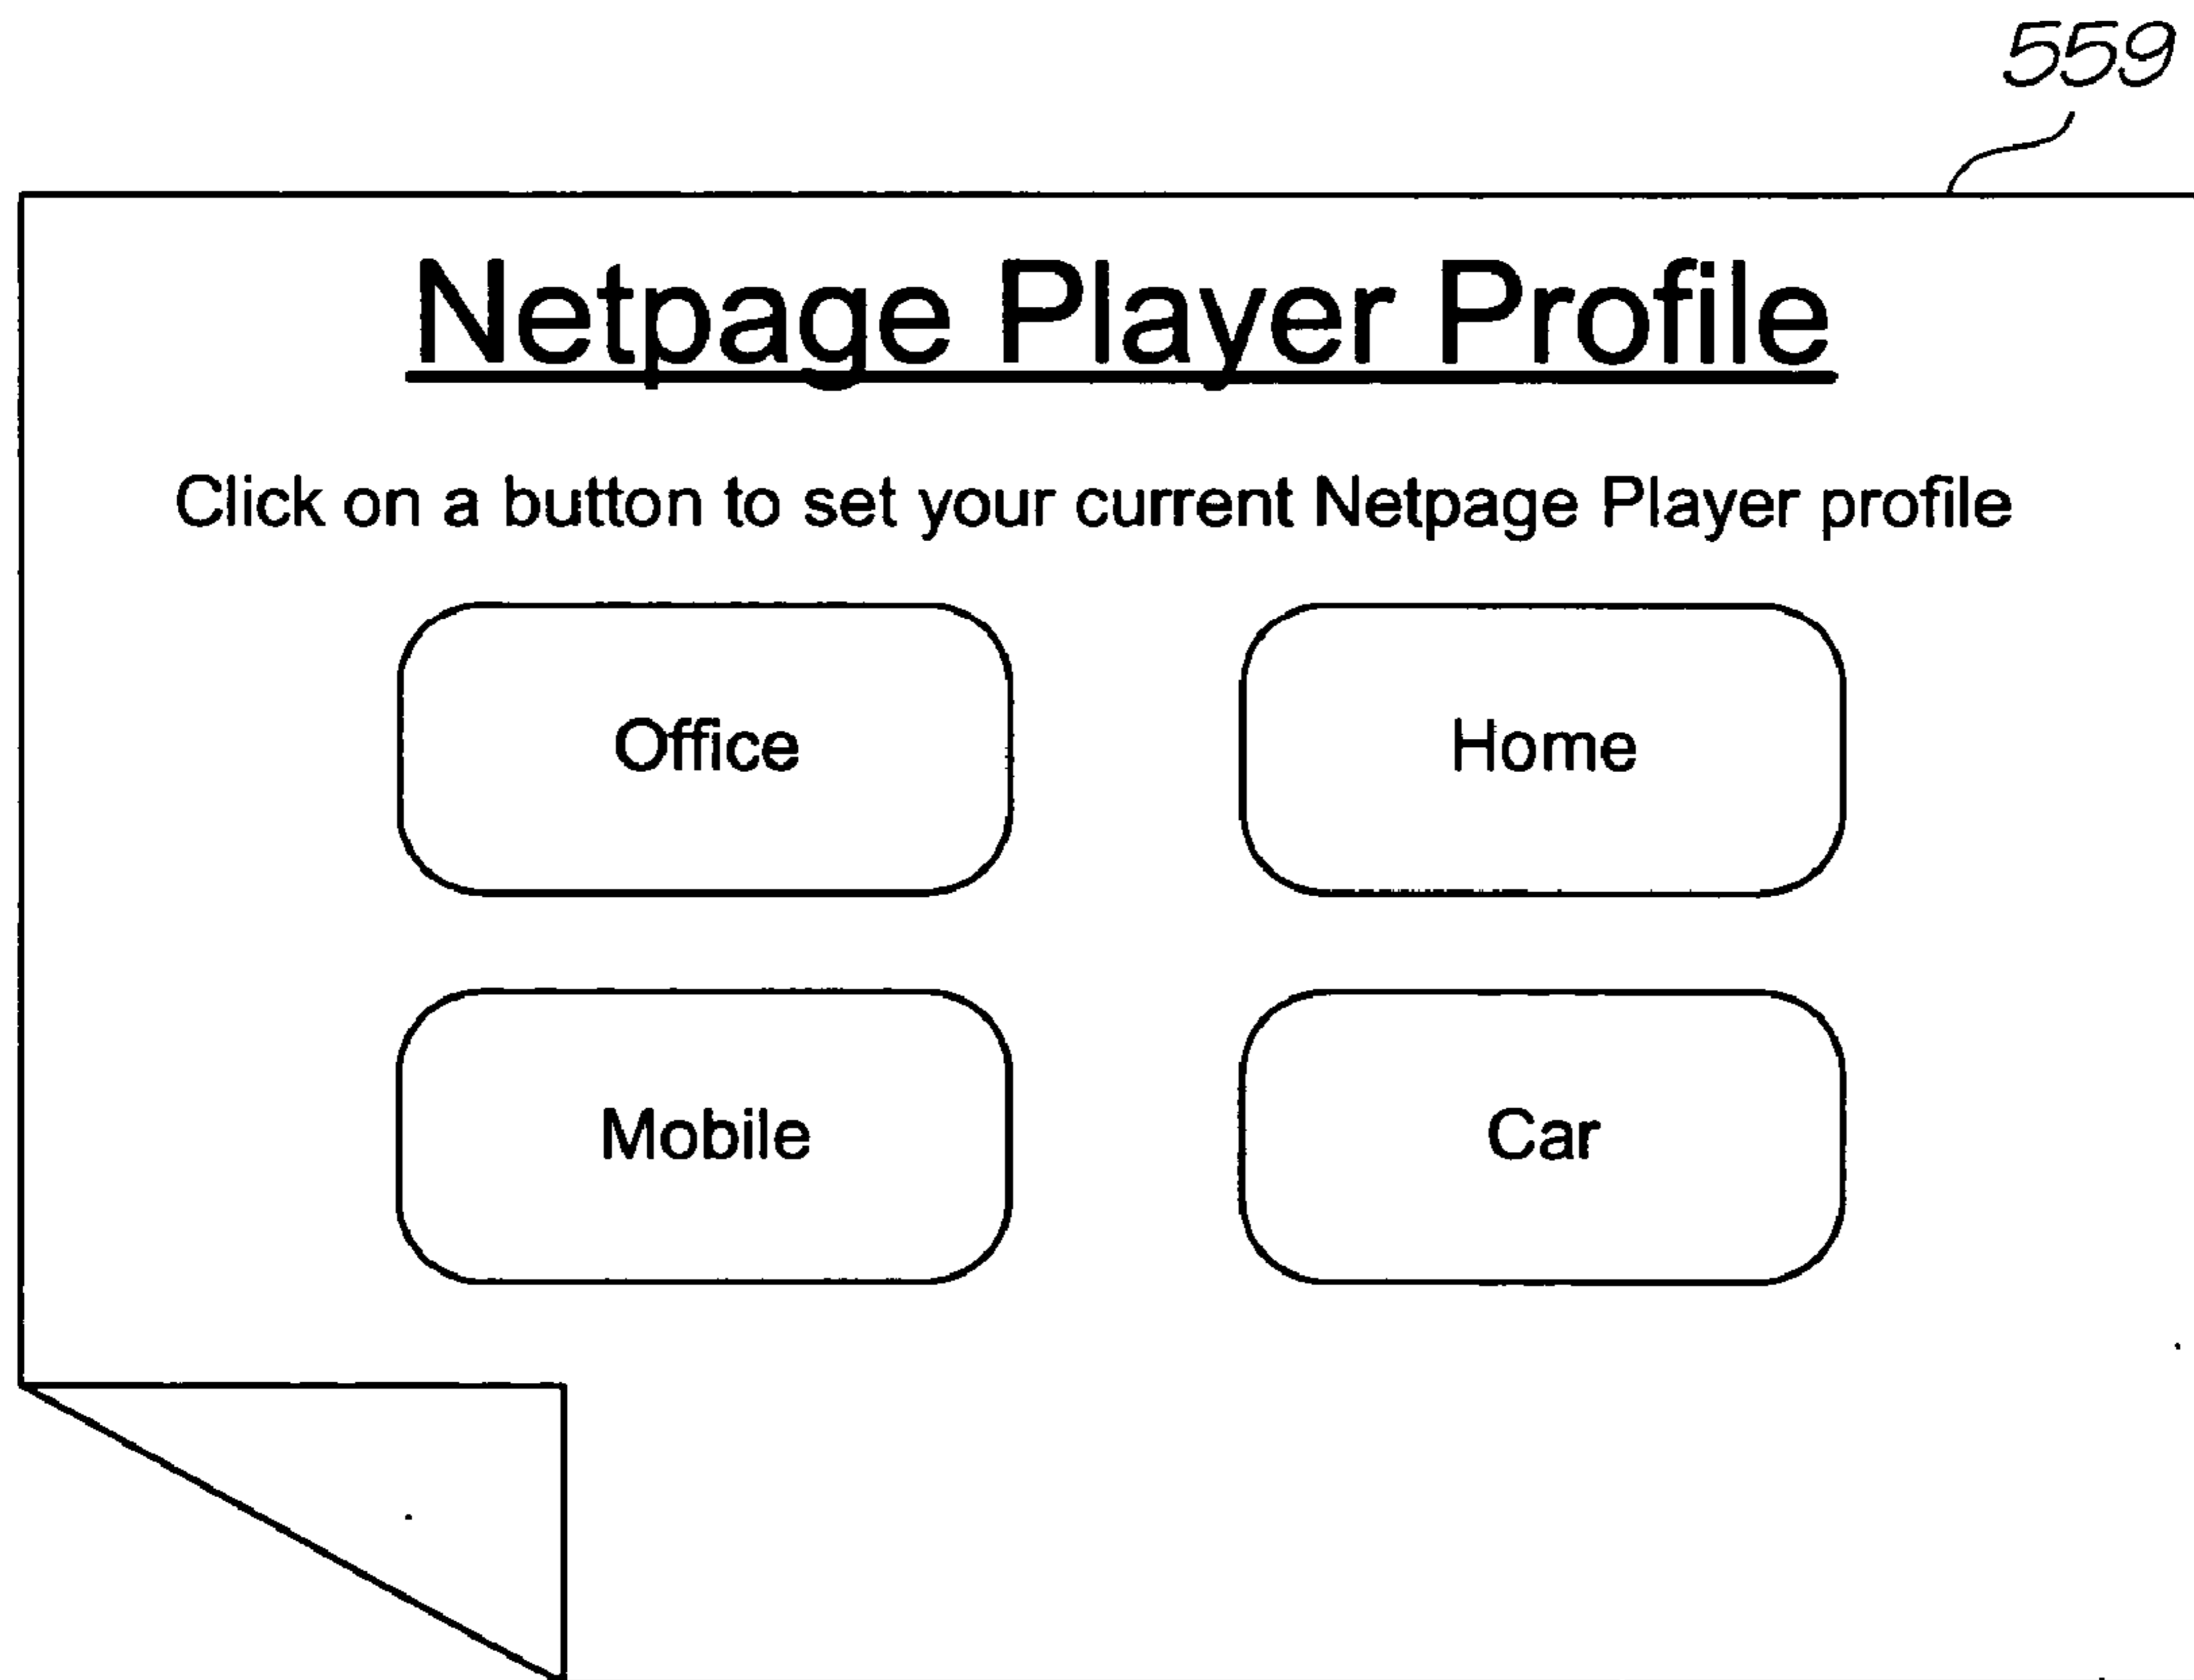 559
Netpage Player Profile
Click on a button to set your current Netpage Player profile
Office Home
Mobile Car